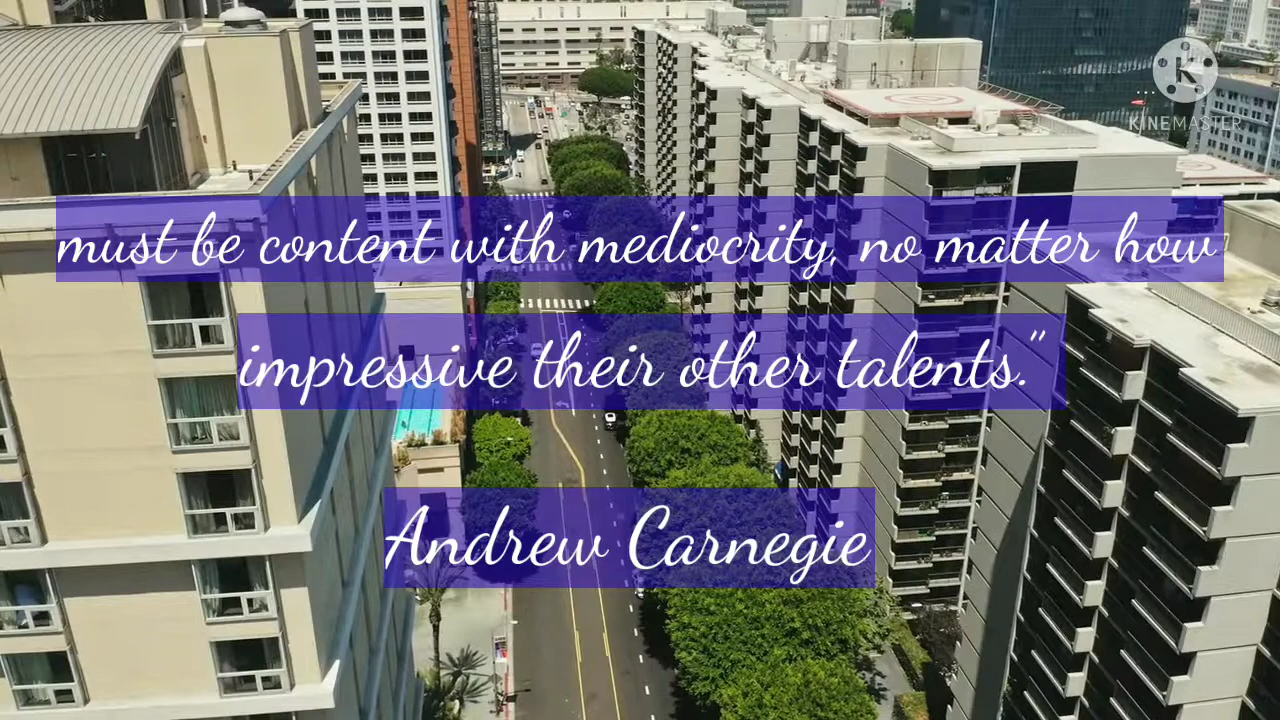 KINEMASTER
must be content with mediocrity, no matter how
impressive their other talents.”
Andrew Carnegie